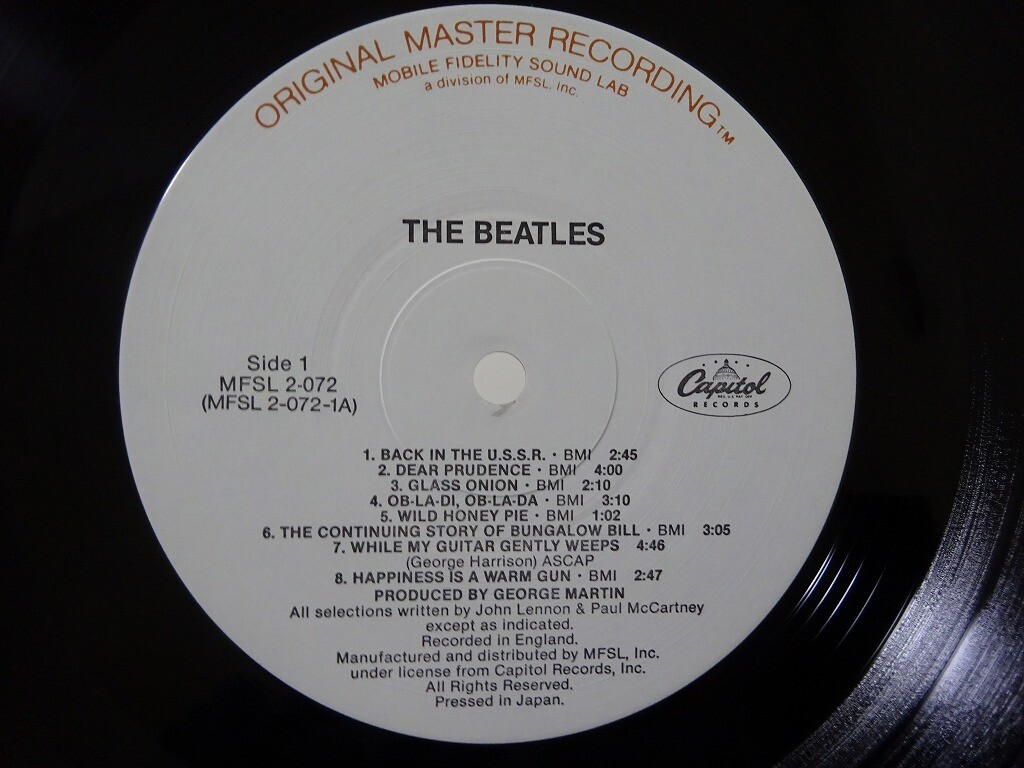 ORIGINAL MASTER RECORDING™
MOBILE FIDELITY SOUND LAB
a division of MFSL, Inc.
THE BEATLES
Side 1
MFSL 2-072
(MFSL 2-072-1A)
Capitol
RECORDS
1. BACK IN THE U.S.S.R. · BMI 2:45
2. DEAR PRUDENCE · BMI 4:00
3. GLASS ONION · BMI 2:10
4. OB-LA-DI, OB-LA-DA · BMI 3:10
5. WILD HONEY PIE · BMI 1:02
6. THE CONTINUING STORY OF BUNGALOW BILL · BMI 3:05
7. WHILE MY GUITAR GENTLY WEEPS 4:46
(George Harrison) ASCAP
8. HAPPINESS IS A WARM GUN · BMI 2:47
PRODUCED BY GEORGE MARTIN
All selections written by John Lennon & Paul McCartney
except as indicated.
Recorded in England.
Manufactured and distributed by MFSL, Inc.
under license from Capitol Records, Inc.
All Rights Reserved.
Pressed in Japan.